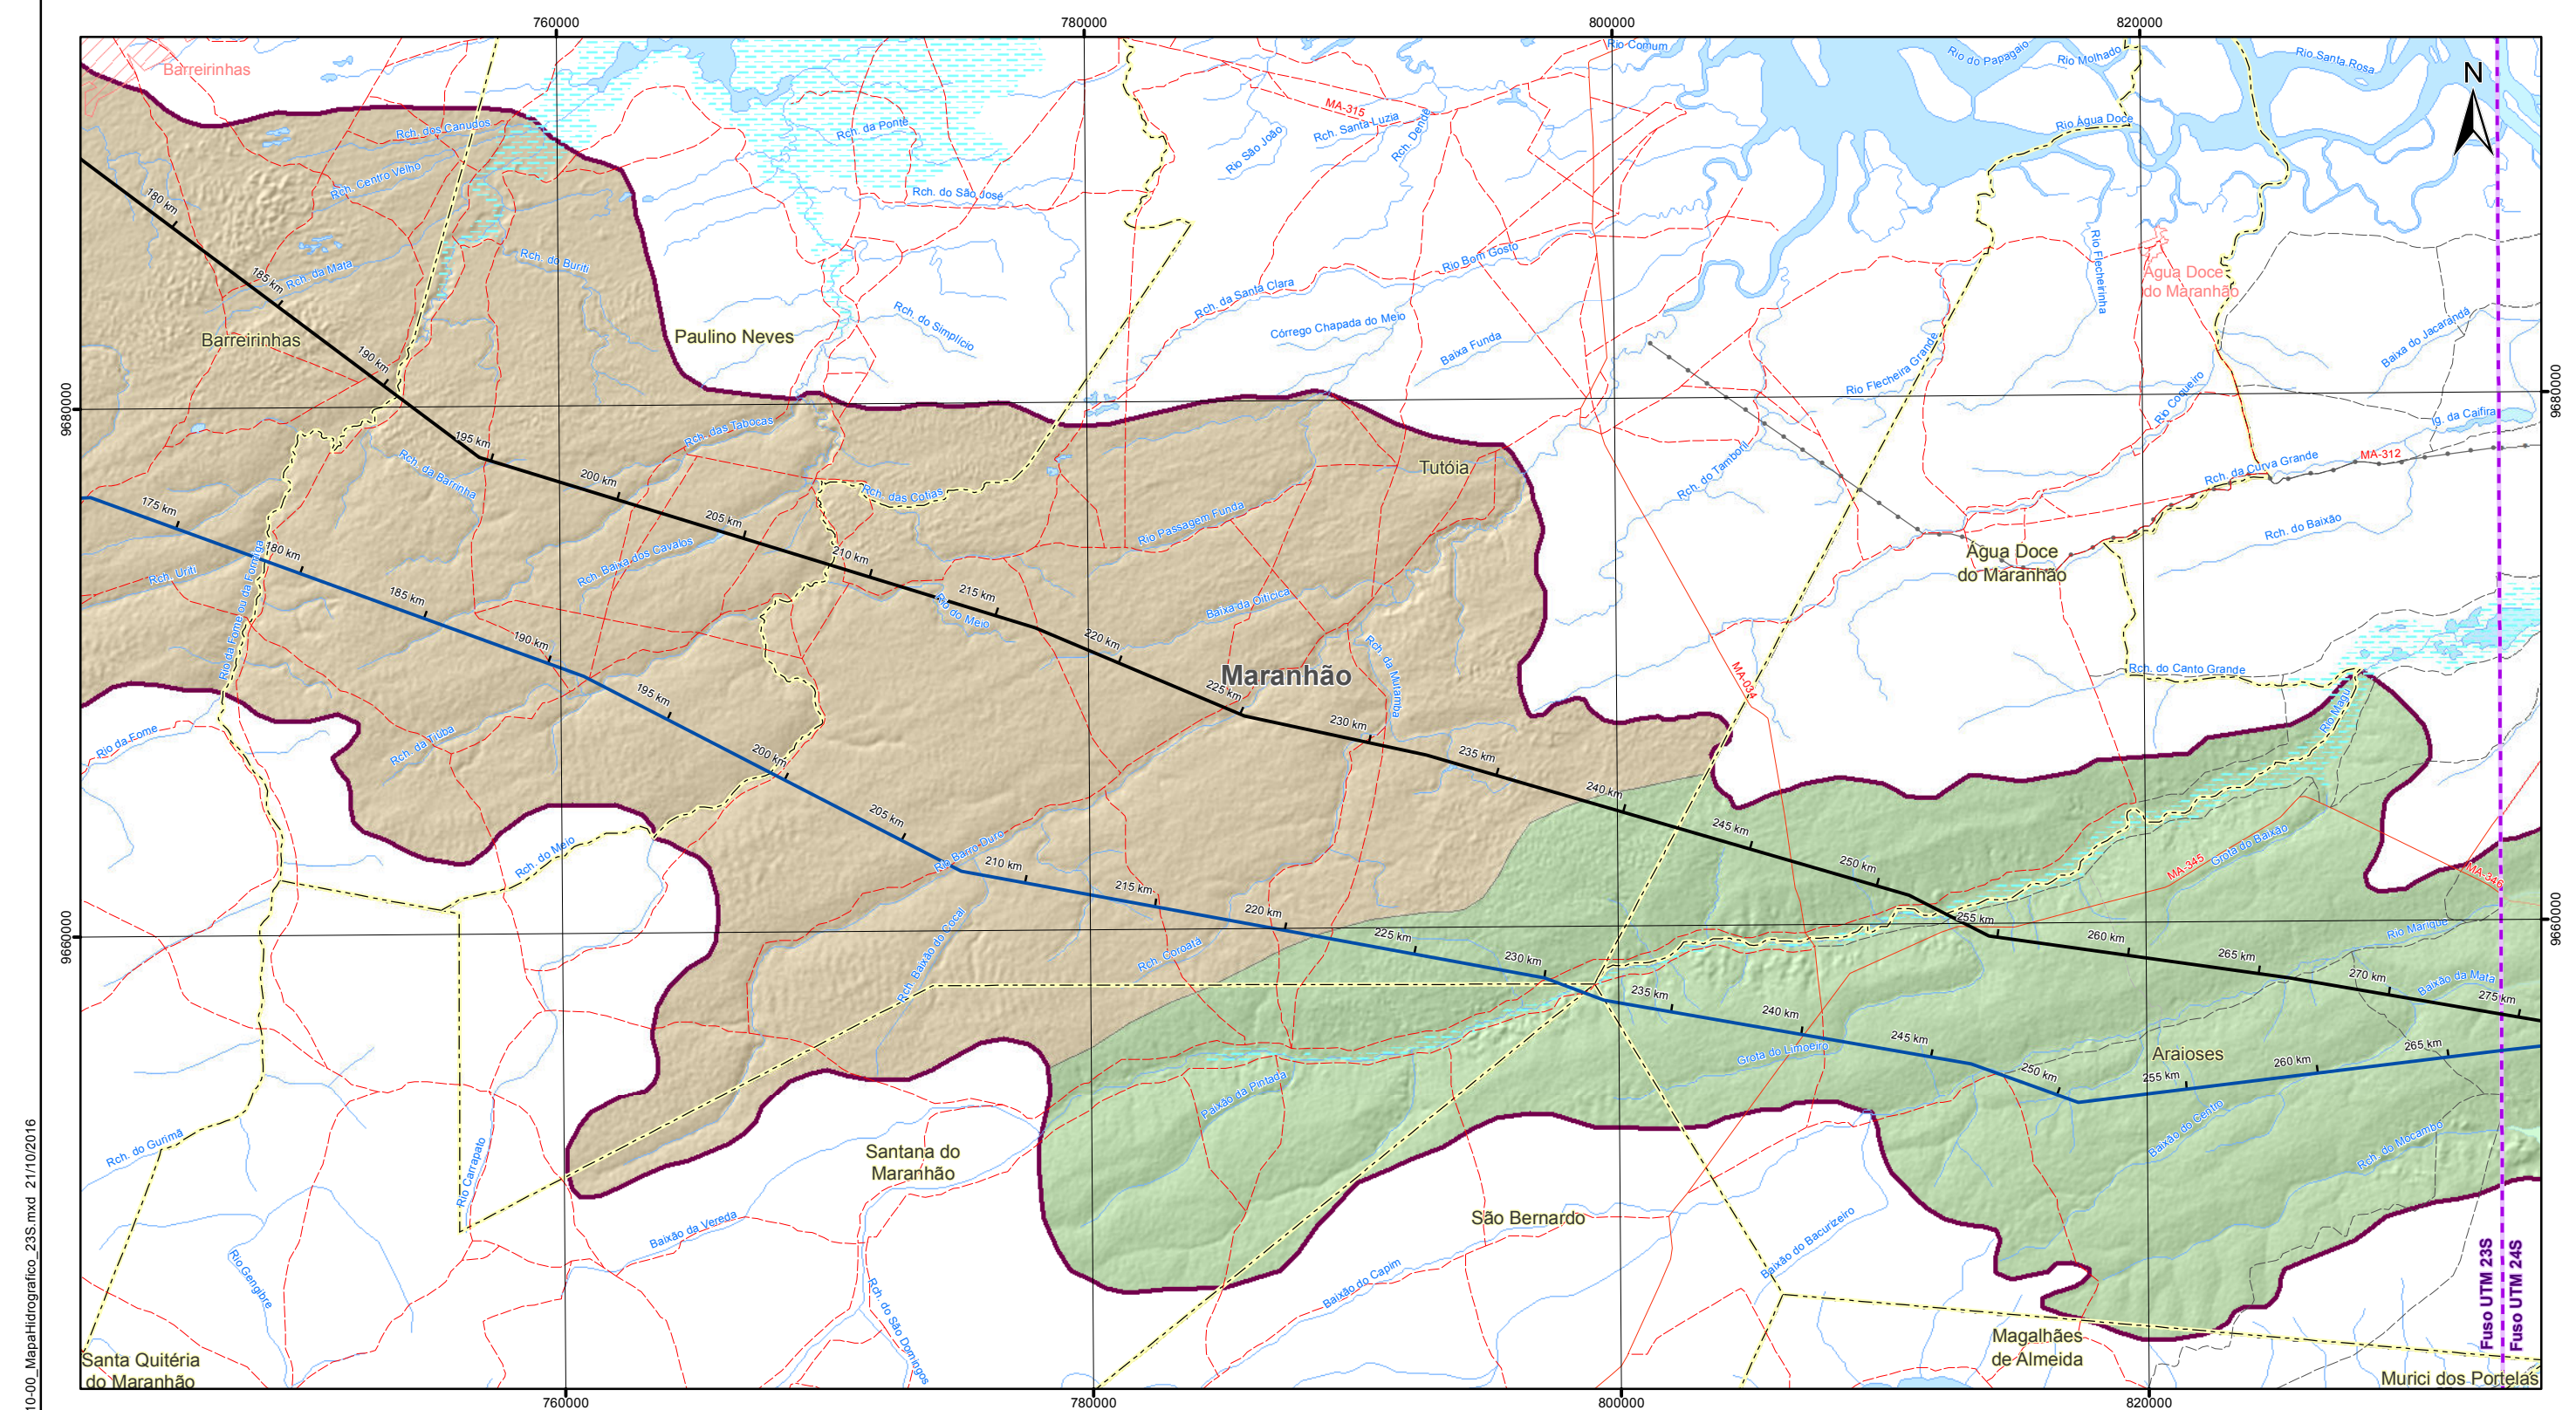 760000
780000
800000
820000
Barreirinhas
Rio Comum
Rio do Papagaio
Rio Molhado
Rio Santa Rosa
N
MA-315
Rch. dos Canudos
Rch. da Ponte
Rio São João
Rch. Santa Luzia
Rch. Dendê
Rio Água Doce
Rch. Centro Velho
Rch. do São José
180 km
185 km
Rch. da Mata
Rch. do Buriti
Rio Bom Gosto
Rio Flecheirinha
Água Doce
do Maranhão
Rch. da Santa Clara
Rch. do Simplício
Córrego Chapada do Meio
Baixa Funda
Baixa do Jacarandá
Barreirinhas
Paulino Neves
190 km
Rio Flecheira Grande
Rio Coqueiro
9680000
9680000
Ig. da Caifira
Rch. das Tabocas
195 km
Rch. da Barrinha
200 km
Tutóia
Rch. do Tamboril
Rch. da Curva Grande
MA-312
Rch. das Cotias
175 km
205 km
Rio Passagem Funda
Rch. do Baixão
180 km
Rch. Baixa dos Cavalos
210 km
Água Doce
do Maranhão
Rch. Uriti
Rio da Fome ou da Formiga
185 km
215 km
Rio do Meio
Baixa da Oiticica
190 km
220 km
Rch. da Mutamba
Maranhão
225 km
MA-034
Rch. do Canto Grande
195 km
230 km
Rio Magu
Rio da Fome
Rch. da Tiúba
200 km
235 km
240 km
205 km
245 km
Rio Barro Duro
Rch. do Meio
210 km
250 km
Grota do Baixão
MA-345
MA-346
215 km
220 km
255 km
9660000
9660000
Rch. Baixão do Cocal
Rch. Coroatá
225 km
260 km
Rio Marique
230 km
265 km
270 km
Baixão da Mata
235 km
275 km
240 km
245 km
Grota do Limoeiro
Araioses
250 km
255 km
260 km
265 km
Paixão da Pintada
Baixão do Centro
Rch. do Mocambo
Rch. do Gurimã
Rio Carrapato
Santana do
Maranhão
São Bernardo
Baixão da Vereda
Baixão do Bacurizeiro
Rio Gengibre
Baixão do Capim
Rch. do São Domingos
Fuso UTM 23S
Fuso UTM 24S
Magalhães
de Almeida
Santa Quitéria
do Maranhão
Murici dos Portelas
760000
780000
800000
820000
10-00_MapaHidrografico_23S.mxd 21/10/2016